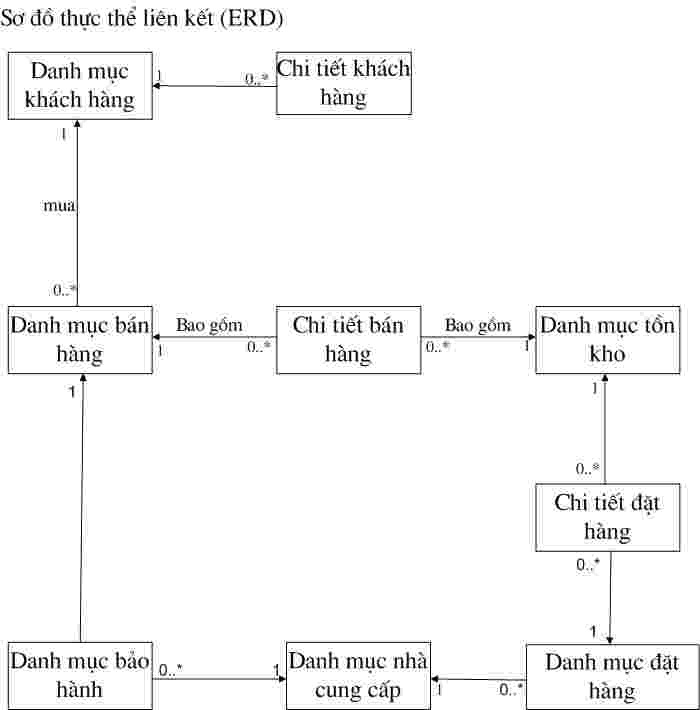 Sơ đồ thực thể liên kết (ERD)
Danh mục
khách hàng
1
0..*
Chi tiết khách
hàng
1
mua
0..*
Danh mục bán
hàng
Bao gồm
1
0..*
Chi tiết bán
hàng
Bao gồm
0..*
1
Danh mục tồn
kho
1
1
0..*
Chi tiết đặt
hàng
0..*
1
Danh mục bảo
hành
0..*
1
Danh mục nhà
cung cấp
1
0..*
Danh mục đặt
hàng